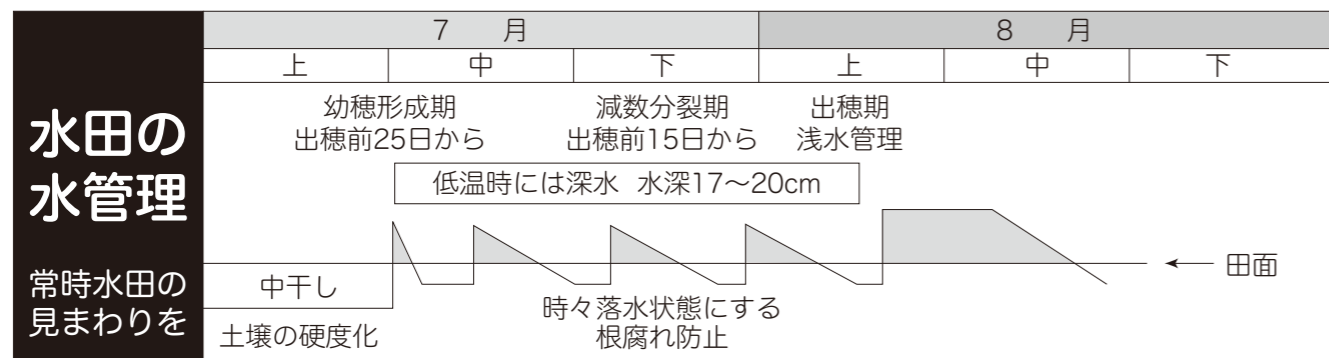 水田の
水管理
常時水田の
見まわりを
7 月
8 月
上
中
下
上
中
下
幼穂形成期
出穂前25日から
減数分裂期
出穂前15日から
出穂期
浅水管理
低温時には深水 水深17〜20cm
中干し
土壌の硬度化
時々落水状態にする
根腐れ防止
田面